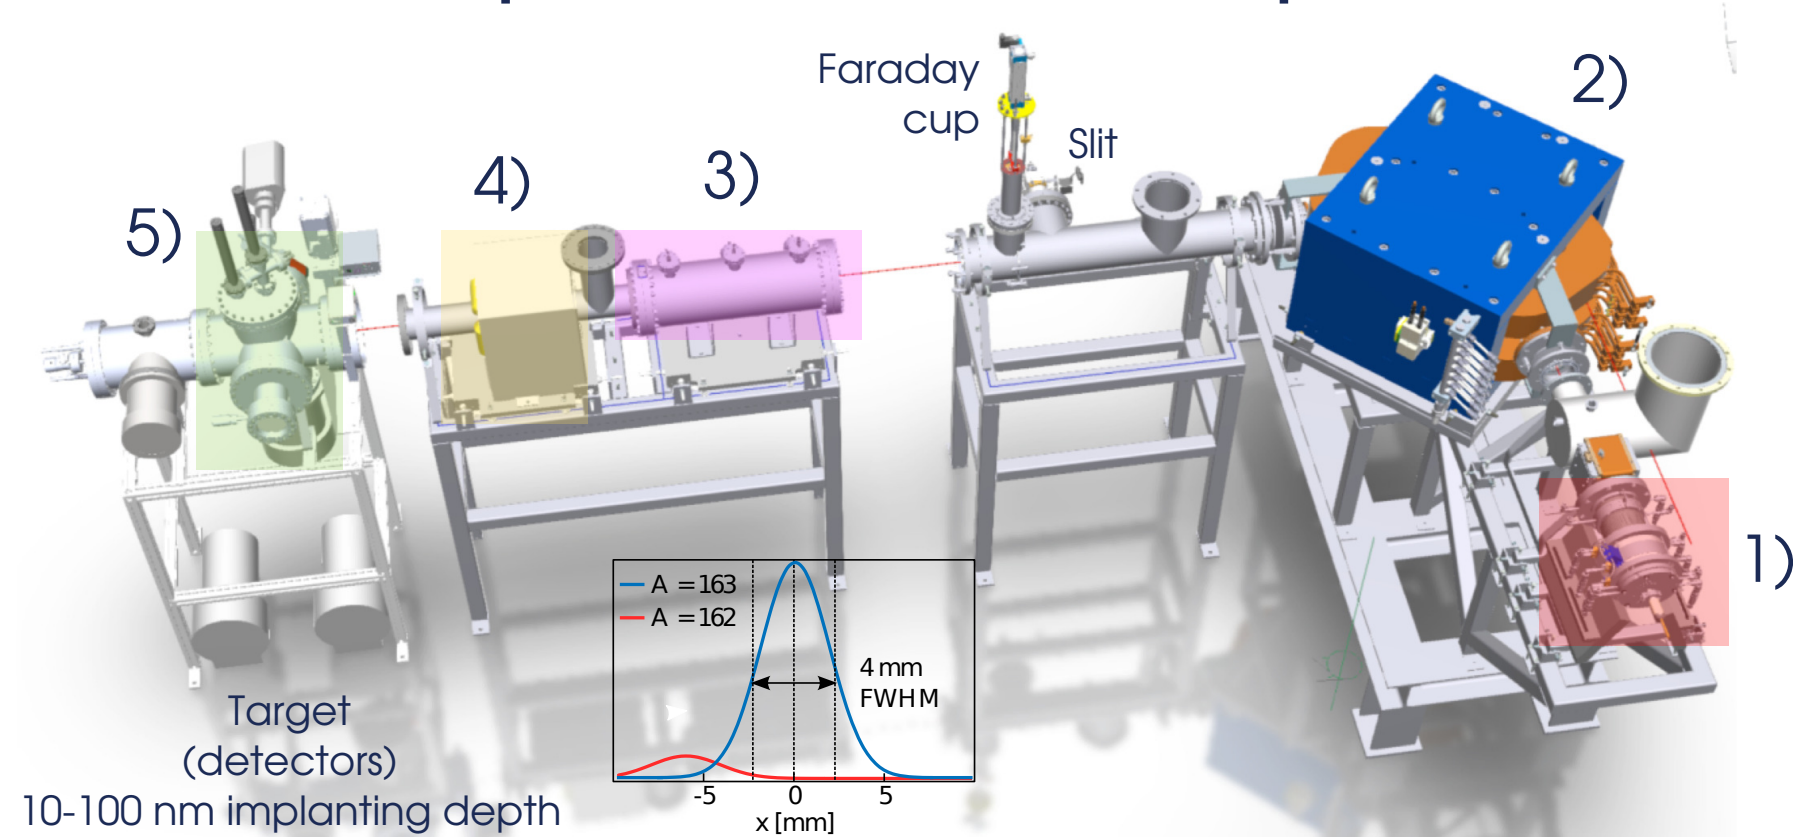 Faraday
cup
Slit
2)
4)
3)
5)
1)
A = 163
A = 162
4 mm
FWHM
-5
0
5
x [mm]
Target
(detectors)
10-100 nm implanting depth